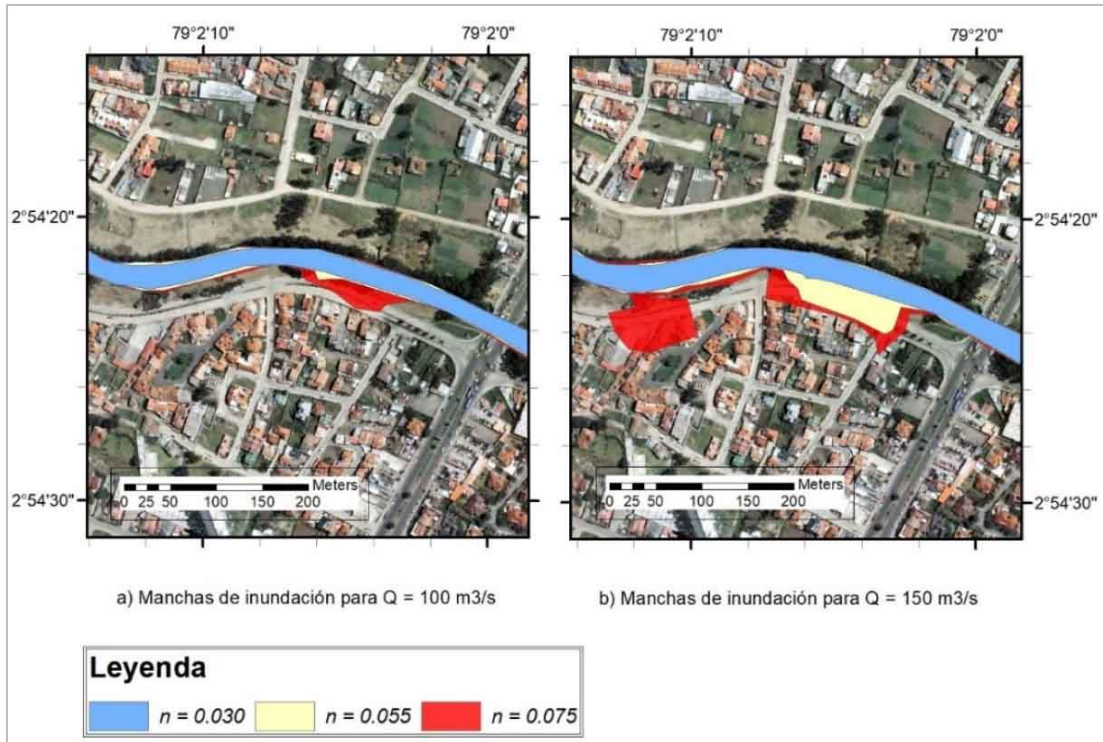 79°2'10" 79°2'0" 79°2'10" 79°2'0"
2°54'20" 2°54'20"
Meters Meters
0 25 50 100 150 200 0 25 50 100 150 200
2°54'30" 2°54'30"
a) Manchas de inundación para Q = 100 m3/s b) Manchas de inundación para Q = 150 m3/s
Leyenda
n = 0.030 n = 0.055 n = 0.075